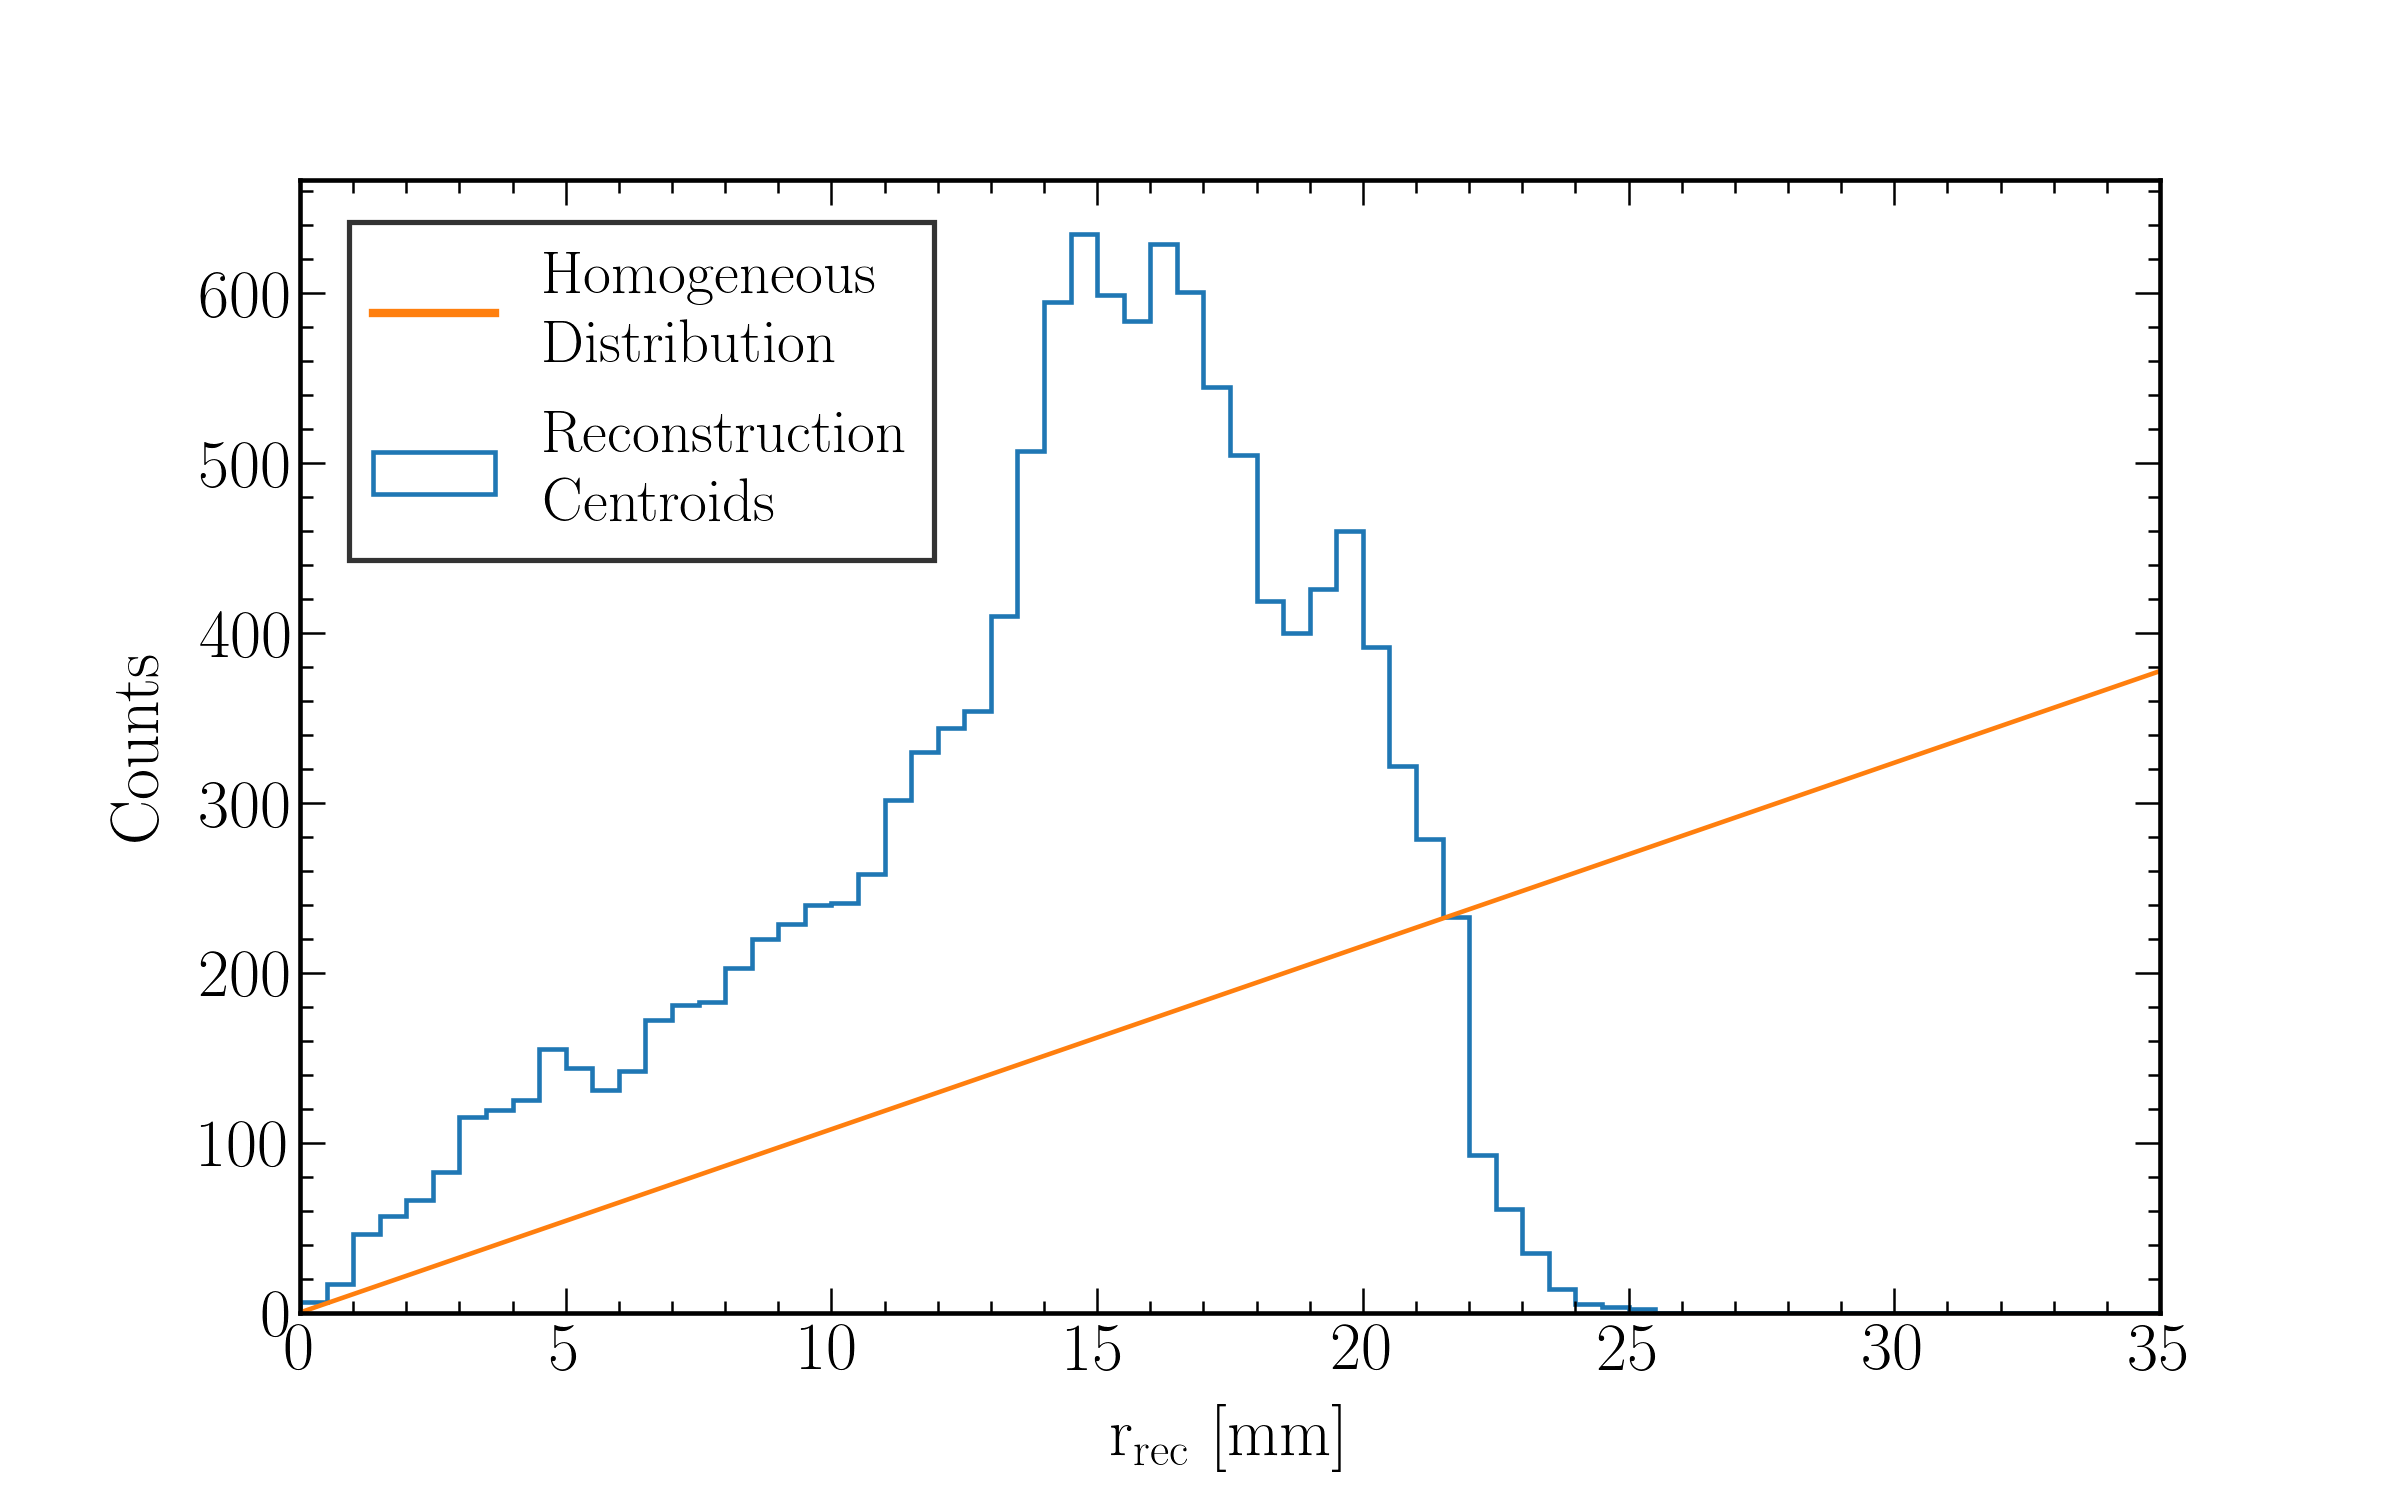 Homogeneous
Distribution
Reconstruction
Centroids
Counts
600
500
400
300
200
100
0
0 5 10 15 20 25 30 35
r_rec [mm]